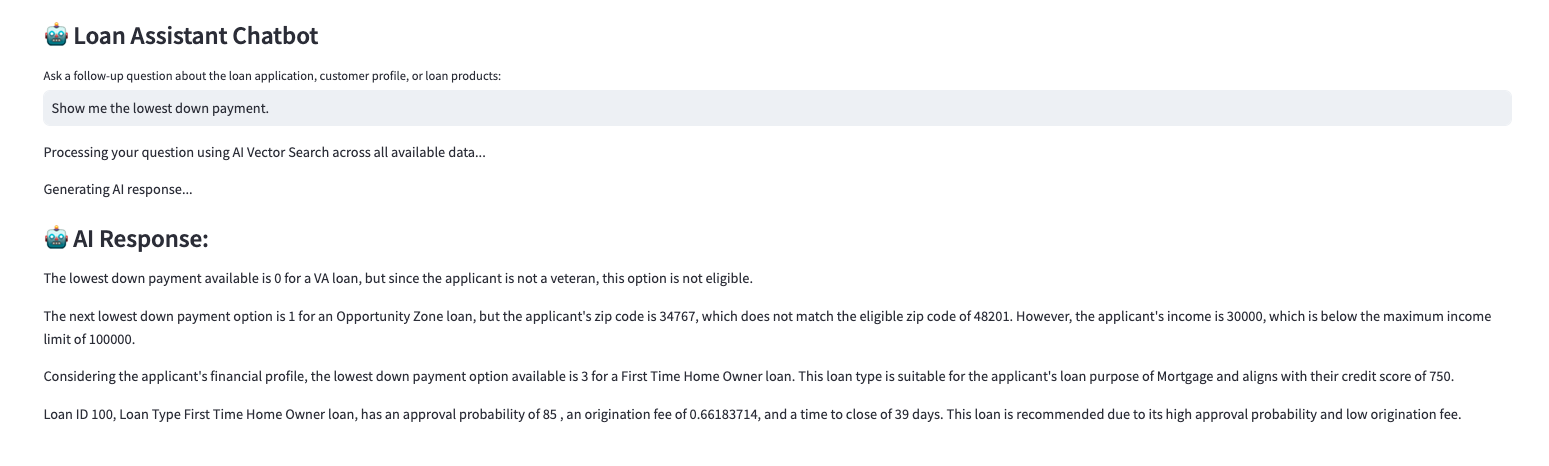 🤖 Loan Assistant Chatbot
Ask a follow-up question about the loan application, customer profile, or loan products:
Show me the lowest down payment.
Processing your question using AI Vector Search across all available data...
Generating AI response...
🤖 AI Response:
The lowest down payment available is 0 for a VA loan, but since the applicant is not a veteran, this option is not eligible.
The next lowest down payment option is 1 for an Opportunity Zone loan, but the applicant's zip code is 34767, which does not match the eligible zip code of 48201. However, the applicant's income is 30000, which is below the maximum income
limit of 100000.
Considering the applicant's financial profile, the lowest down payment option available is 3 for a First Time Home Owner loan. This loan type is suitable for the applicant's loan purpose of Mortgage and aligns with their credit score of 750.
Loan ID 100, Loan Type First Time Home Owner loan, has an approval probability of 85 , an origination fee of 0.66183714, and a time to close of 39 days. This loan is recommended due to its high approval probability and low origination fee.